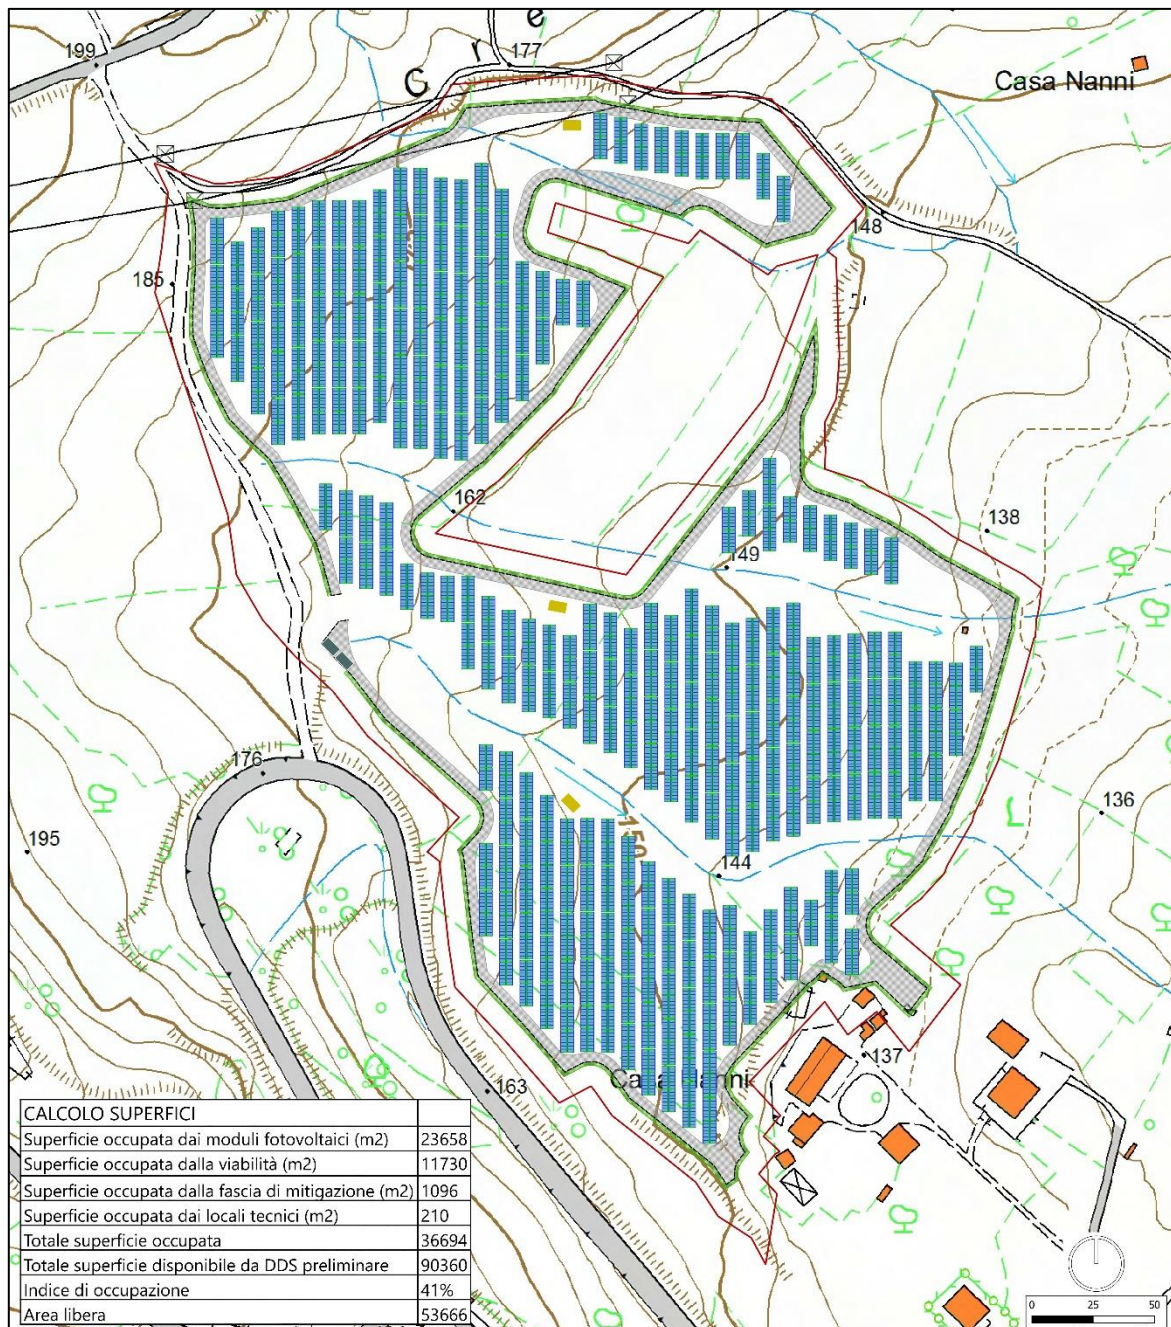 C r e
199
177
Casa Nanni
185
148
162
149
138
176
150
136
195
144
137
163
Casa Nanni
CALCOLO SUPERFICI
Superficie occupata dai moduli fotovoltaici (m2) 23658
Superficie occupata dalla viabilità (m2) 11730
Superficie occupata dalla fascia di mitigazione (m2) 1096
Superficie occupata dai locali tecnici (m2) 210
Totale superficie occupata 36694
Totale superficie disponibile da DDS preliminare 90360
Indice di occupazione 41%
Area libera 53666
0 25 50